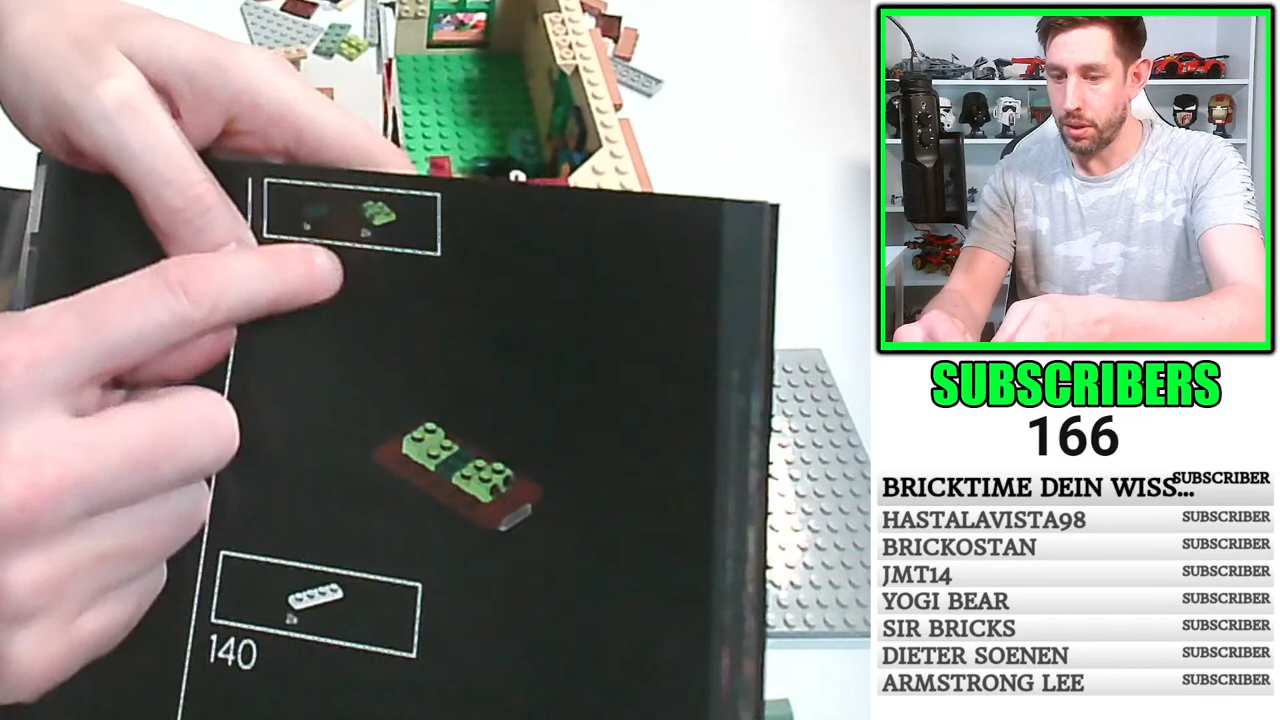 140
SUBSCRIBERS
166
BRICKTIME DEIN WISS... SUBSCRIBER
HASTALAVISTA98 SUBSCRIBER
BRICKOSTAN SUBSCRIBER
JMT14 SUBSCRIBER
YOGI BEAR SUBSCRIBER
SIR BRICKS SUBSCRIBER
DIETER SOENEN SUBSCRIBER
ARMSTRONG LEE SUBSCRIBER